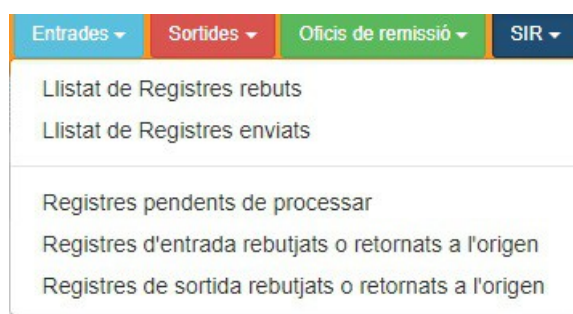 Entrades Sortides Oficis de remissió SIR
Llistat de Registres rebuts
Llistat de Registres enviats
Registres pendents de processar
Registres d'entrada rebutjats o retornats a l'origen
Registres de sortida rebutjats o retornats a l'origen